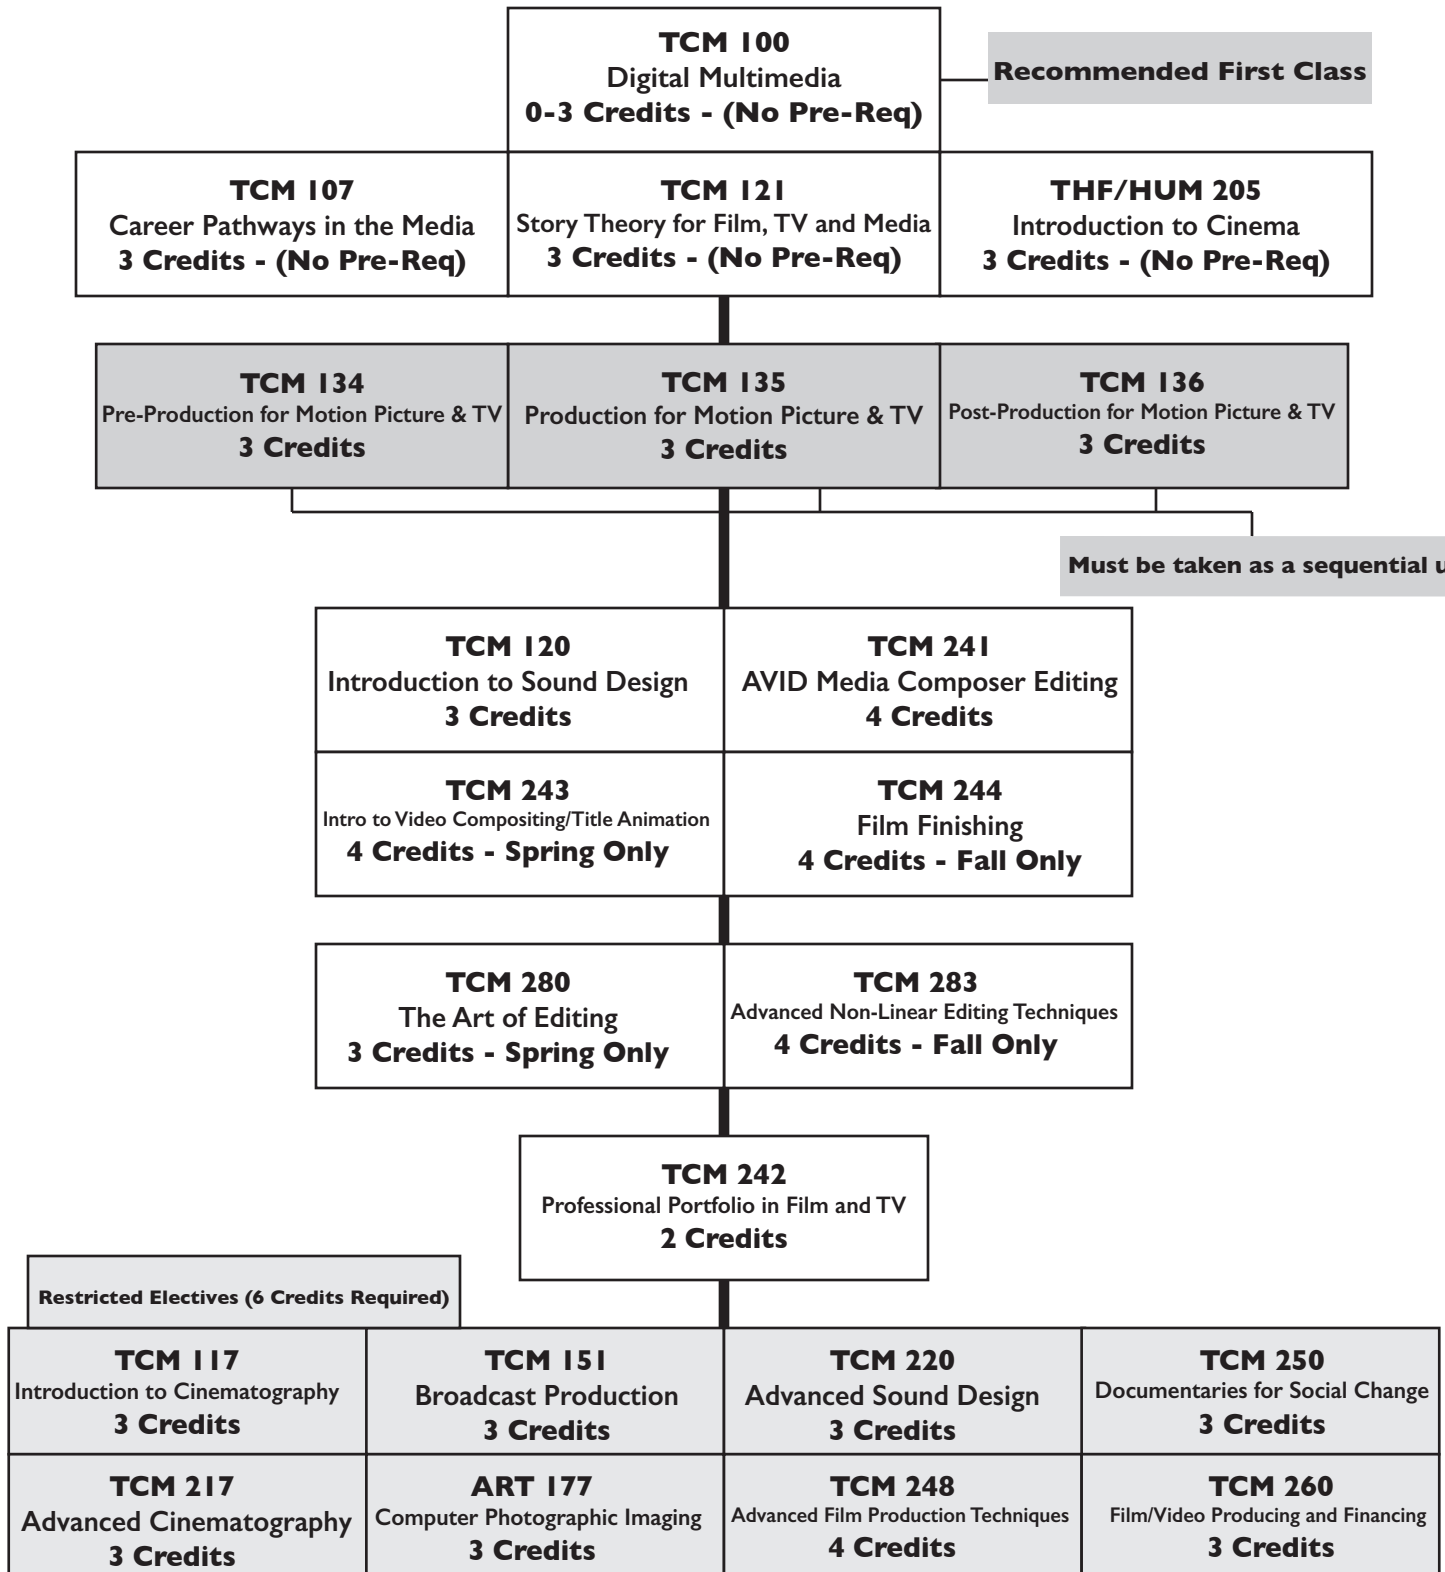 TCM 100
Digital Multimedia
0-3 Credits - (No Pre-Req)
Recommended First Class
TCM 107
Career Pathways in the Media
3 Credits - (No Pre-Req)
TCM 121
Story Theory for Film, TV and Media
3 Credits - (No Pre-Req)
THF/HUM 205
Introduction to Cinema
3 Credits - (No Pre-Req)
TCM 134
Pre-Production for Motion Picture & TV
3 Credits
TCM 135
Production for Motion Picture & TV
3 Credits
TCM 136
Post-Production for Motion Picture & TV
3 Credits
Must be taken as a sequential
TCM 120
Introduction to Sound Design
3 Credits
TCM 241
AVID Media Composer Editing
4 Credits
TCM 243
Intro to Video Compositing/Title Animation
4 Credits - Spring Only
TCM 244
Film Finishing
4 Credits - Fall Only
TCM 280
The Art of Editing
3 Credits - Spring Only
TCM 283
Advanced Non-Linear Editing Techniques
4 Credits - Fall Only
TCM 242
Professional Portfolio in Film and TV
2 Credits
Restricted Electives (6 Credits Required)
TCM 117
Introduction to Cinematography
3 Credits
TCM 151
Broadcast Production
3 Credits
TCM 220
Advanced Sound Design
3 Credits
TCM 250
Documentaries for Social Change
3 Credits
TCM 217
Advanced Cinematography
3 Credits
ART 177
Computer Photographic Imaging
3 Credits
TCM 248
Advanced Film Production Techniques
4 Credits
TCM 260
Film/Video Producing and Financing
3 Credits